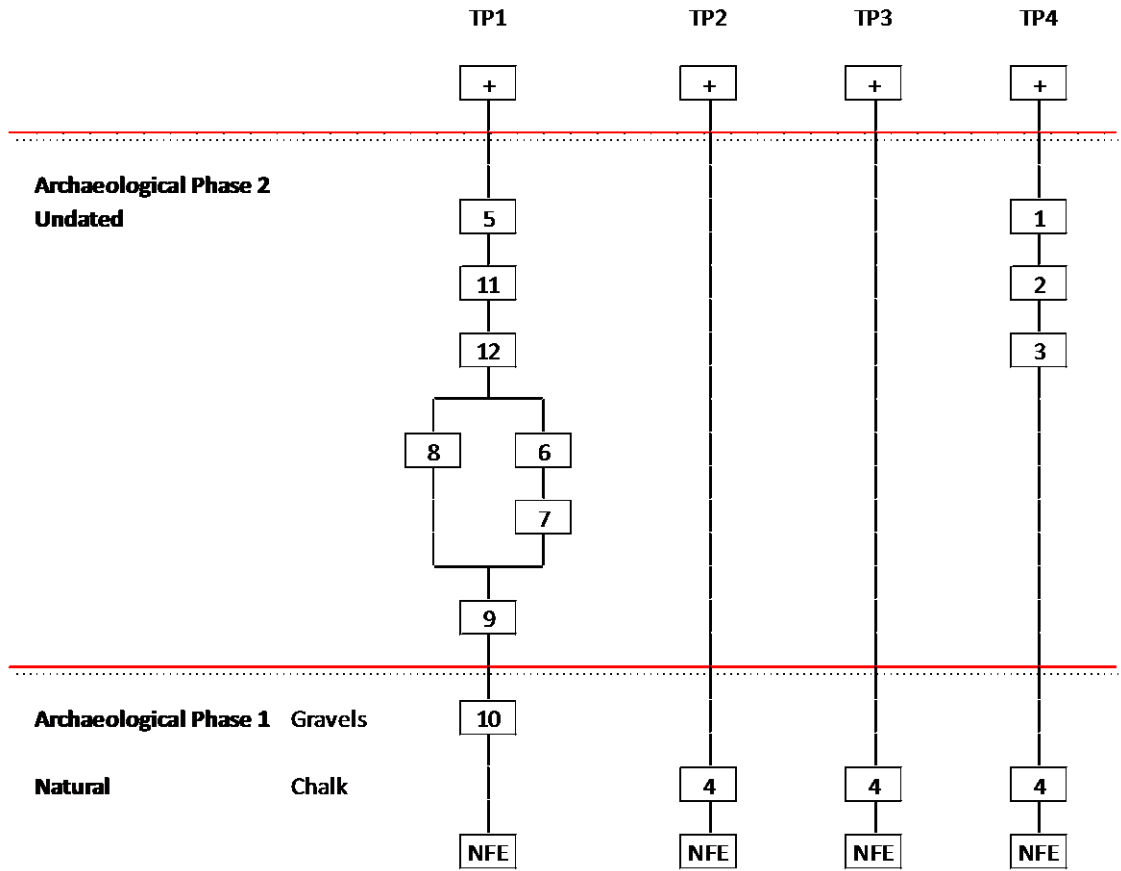 TP1 TP2 TP3 TP4
+ + + +
Archaeological Phase 2
Undated 5 1
11 2
12 3
8 6
7
9
Archaeological Phase 1 Gravels 10
Natural Chalk 4 4 4
NFE NFE NFE NFE